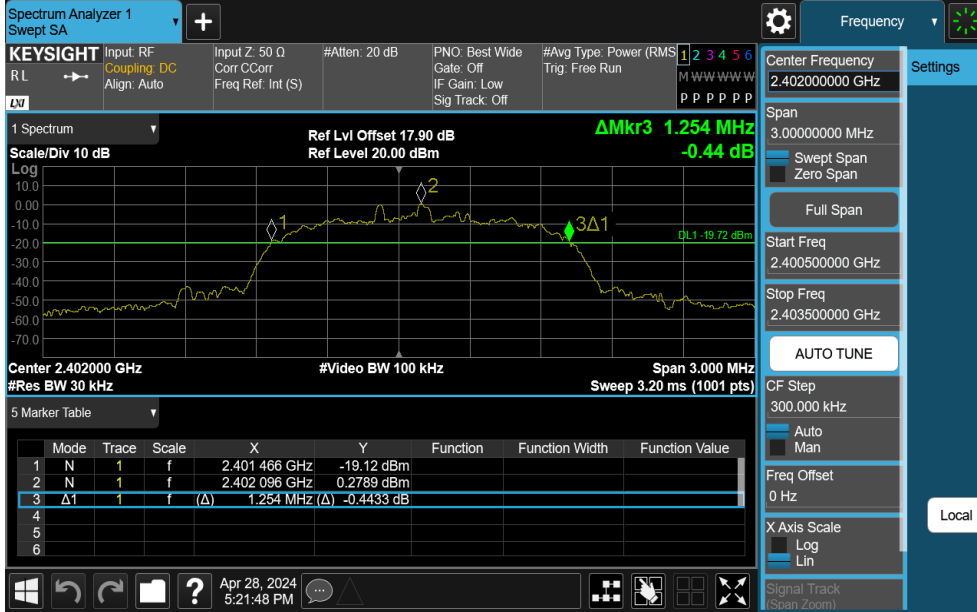 Spectrum Analyzer 1
Swept SA
+
Frequency
KEYSIGHT
R L
LXI
Input: RF
Coupling: DC
Align: Auto
Input Z: 50 Ω
Corr CCorr
Freq Ref: Int (S)
#Atten: 20 dB
PNO: Best Wide
Gate: Off
IF Gain: Low
Sig Track: Off
#Avg Type: Power (RMS
Trig: Free Run
1 2 3 4 5 6
M W W W W W
P P P P P P
1 Spectrum
Scale/Div 10 dB
Ref Lvl Offset 17.90 dB
Ref Level 20.00 dBm
ΔMkr3 1.254 MHz
-0.44 dB
Log
10.0
0.00
-10.0
-20.0
-30.0
-40.0
-50.0
-60.0
-70.0
1
2
3Δ1
DL1 -19.72 dBm
Center 2.402000 GHz
#Video BW 100 kHz
Span 3.000 MHz
#Res BW 30 kHz
Sweep 3.20 ms (1001 pts)
5 Marker Table
Mode Trace Scale X Y Function Function Width Function Value
1 N 1 f 2.401 466 GHz -19.12 dBm
2 N 1 f 2.402 096 GHz 0.2789 dBm
3 Δ1 1 f (Δ) 1.254 MHz (Δ) -0.4433 dB
4
5
6
?
Apr 28, 2024
5:21:48 PM
Center Frequency
2.402000000 GHz
Span
3.00000000 MHz
Swept Span
Zero Span
Full Span
Start Freq
2.400500000 GHz
Stop Freq
2.403500000 GHz
AUTO TUNE
CF Step
300.000 kHz
Auto
Man
Freq Offset
0 Hz
X Axis Scale
Log
Lin
Signal Track
(Span Zoom)
Settings
Local